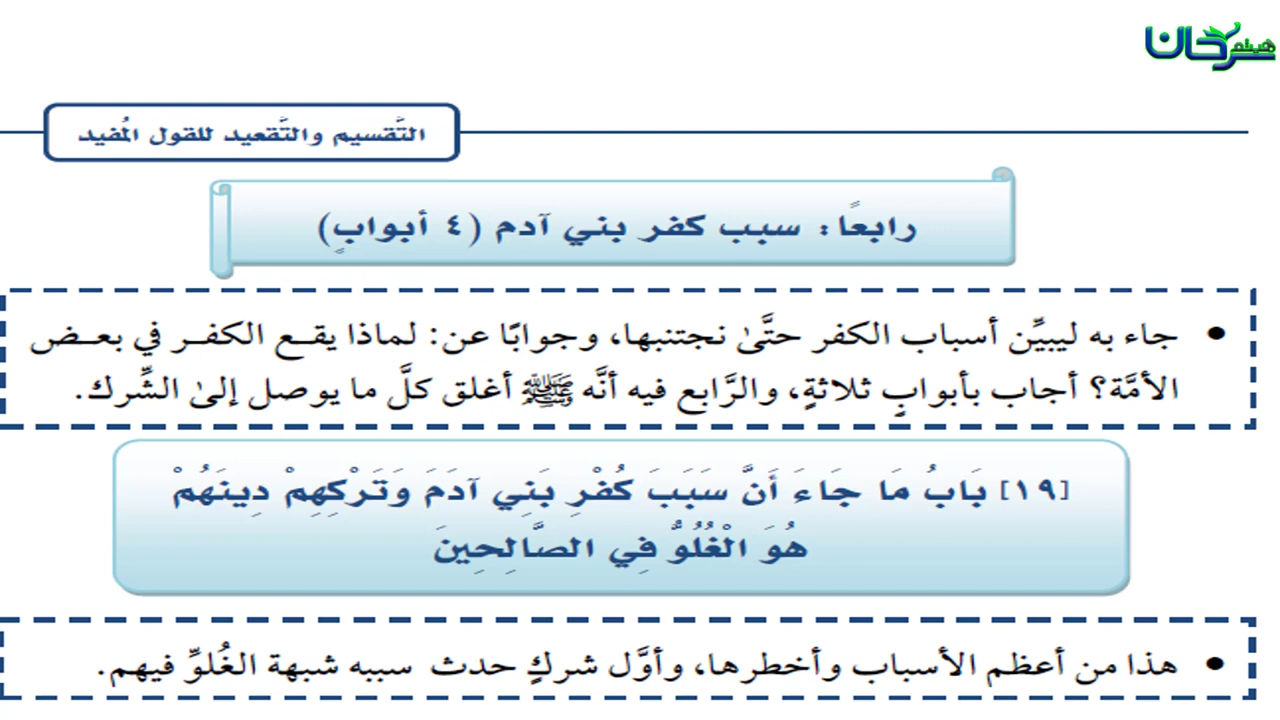 هيثم سرحان
التَّقسيم والتَّقعيد للقول المُفيد
رابعًا: سبب كفر بني آدم (٤ أبوابٍ)
• جاء به ليبيِّن أسباب الكفر حتَّىٰ نجتنبها، وجوابًا عن: لماذا يقـع الكفـر في بعـض
الأمَّة؟ أجاب بأبوابٍ ثلاثةٍ، والرَّابع فيه أنَّه ﷺ أغلق كلَّ ما يوصل إلىٰ الشِّرك.
[١٩] بَابُ مَا جَاءَ أَنَّ سَبَبَ كُفْرِ بَنِي آدَمَ وَتَرْكِهِمْ دِينَهُمْ
هُوَ الْغُلُوُّ فِي الصَّالِحِينَ
• هذا من أعظم الأسباب وأخطرها، وأوَّل شركٍ حدث سببه شبهة الغُلوِّ فيهم.